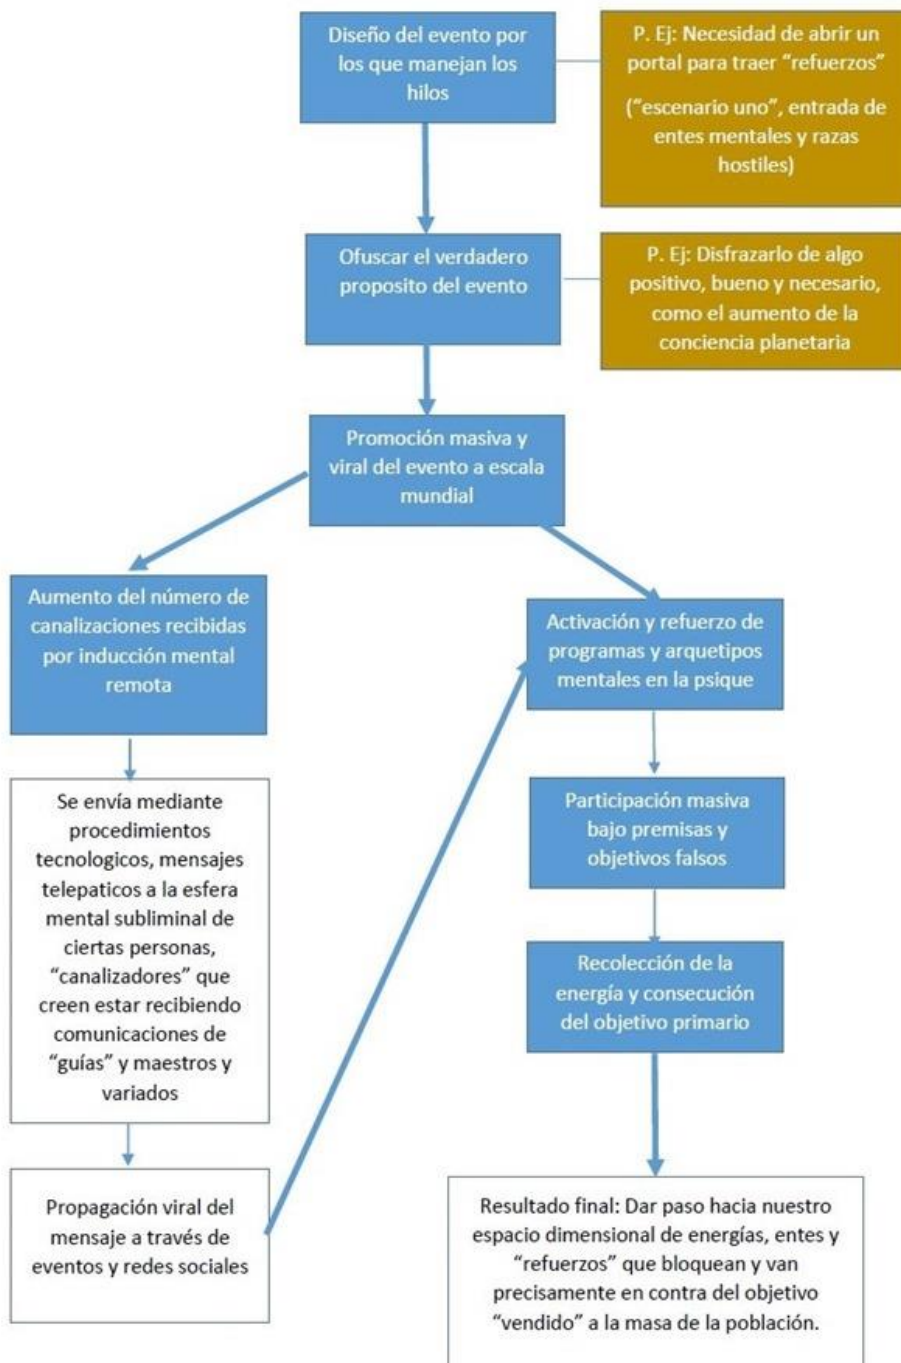 Diseño del evento por
los que manejan los
hilos
P. Ej: Necesidad de abrir un
portal para traer “refuerzos”
(“escenario uno”, entrada de
entes mentales y razas
hostiles)
Ofuscar el verdadero
proposito del evento
P. Ej: Disfrazarlo de algo
positivo, bueno y necesario,
como el aumento de la
conciencia planetaria
Promoción masiva y
viral del evento a escala
mundial
Aumento del número de
canalizaciones recibidas
por inducción mental
remota
Se envía mediante
procedimientos
tecnologicos, mensajes
telepaticos a la esfera
mental subliminal de
ciertas personas,
“canalizadores” que
creen estar recibiendo
comunicaciones de
“guías” y maestros y
variados
Propagación viral del
mensaje a través de
eventos y redes sociales
Activación y refuerzo de
programas y arquetipos
mentales en la psique
Participación masiva
bajo premisas y
objetivos falsos
Recolección de la
energía y consecución
del objetivo primario
Resultado final: Dar paso hacia nuestro
espacio dimensional de energías, entes y
“refuerzos” que bloquean y van
precisamente en contra del objetivo
“vendido” a la masa de la población.